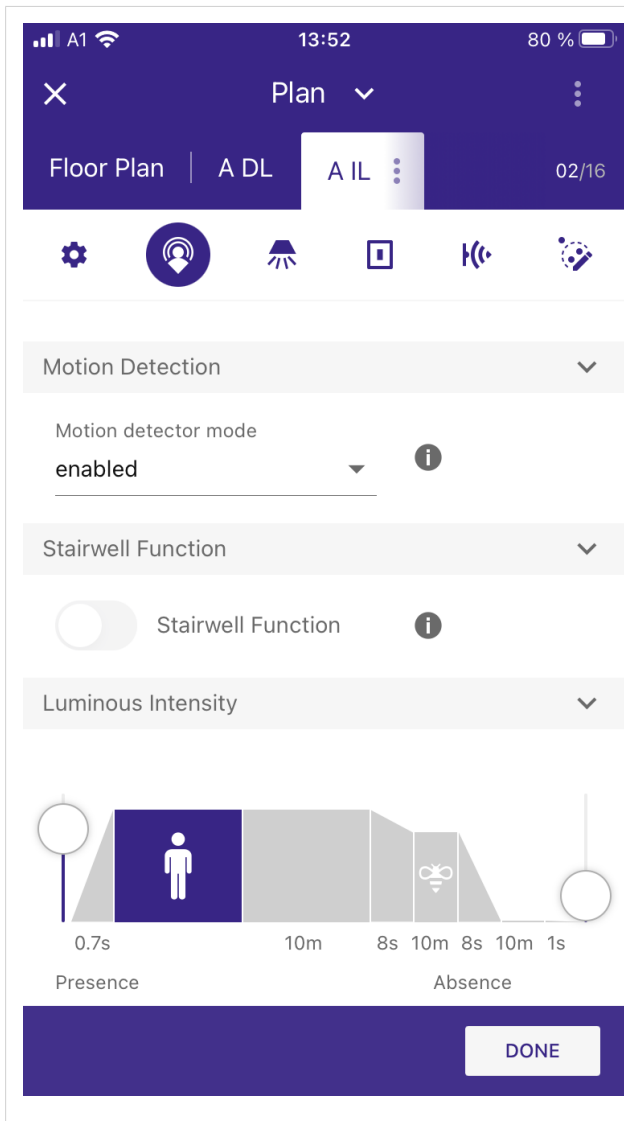 A1 13:52 80 %
Plan
Floor Plan A DL A IL 02/16
Motion Detection
Motion detector mode
enabled
Stairwell Function
Stairwell Function
Luminous Intensity
0.7s 10m 8s 10m 8s 10m 1s
Presence Absence
DONE